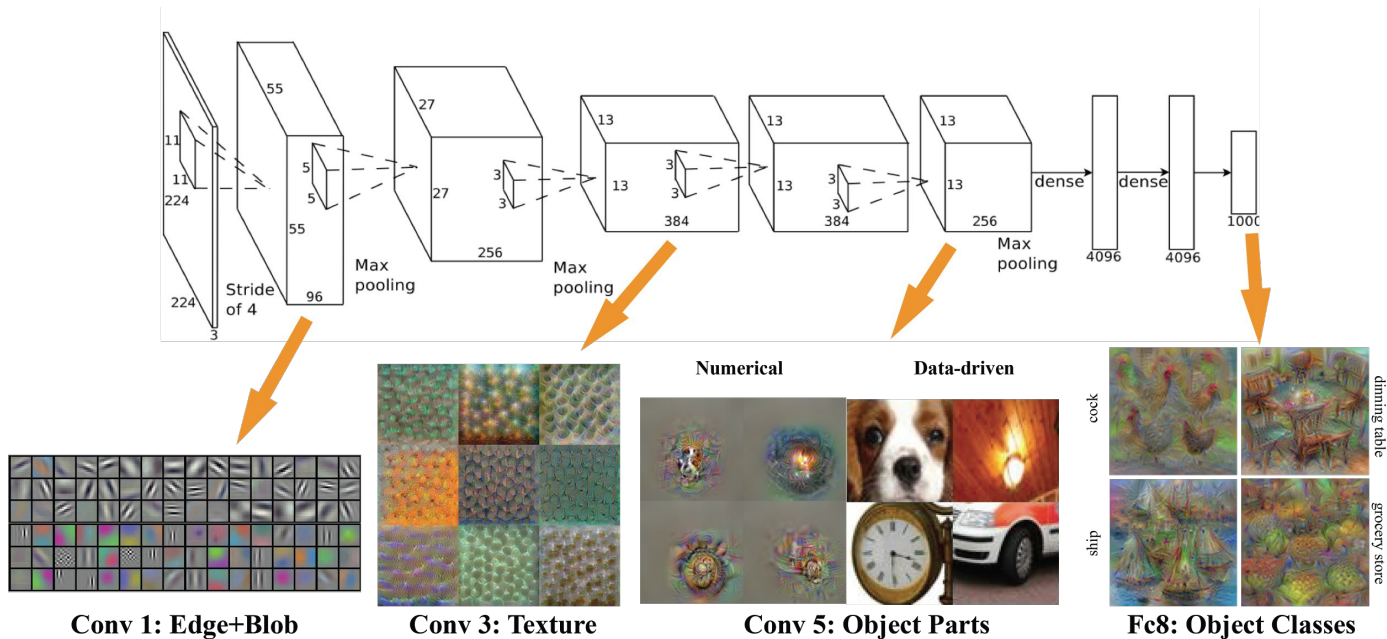 55
27
13
13
13
11
5
5
3
3
3
3
3
3
11
224
55
27
13
13
13
dense
dense
384
384
256
1000
256
Max
pooling
4096
4096
Max
pooling
Max
pooling
224
Stride
of 4
96
3
Numerical
Data-driven
cock
dinning table
ship
grocery store
Conv 1: Edge+Blob
Conv 3: Texture
Conv 5: Object Parts
Fc8: Object Classes